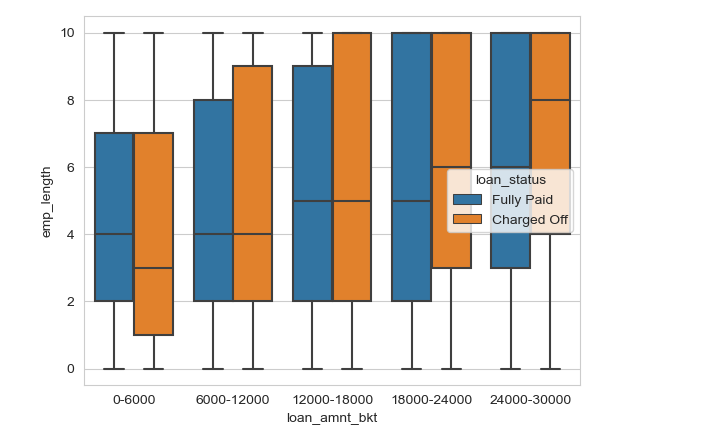 10
8
6
4
2
0
emp_length
loan_status
Fully Paid
Charged Off
0-6000
6000-12000
12000-18000
18000-24000
24000-30000
loan_amnt_bkt